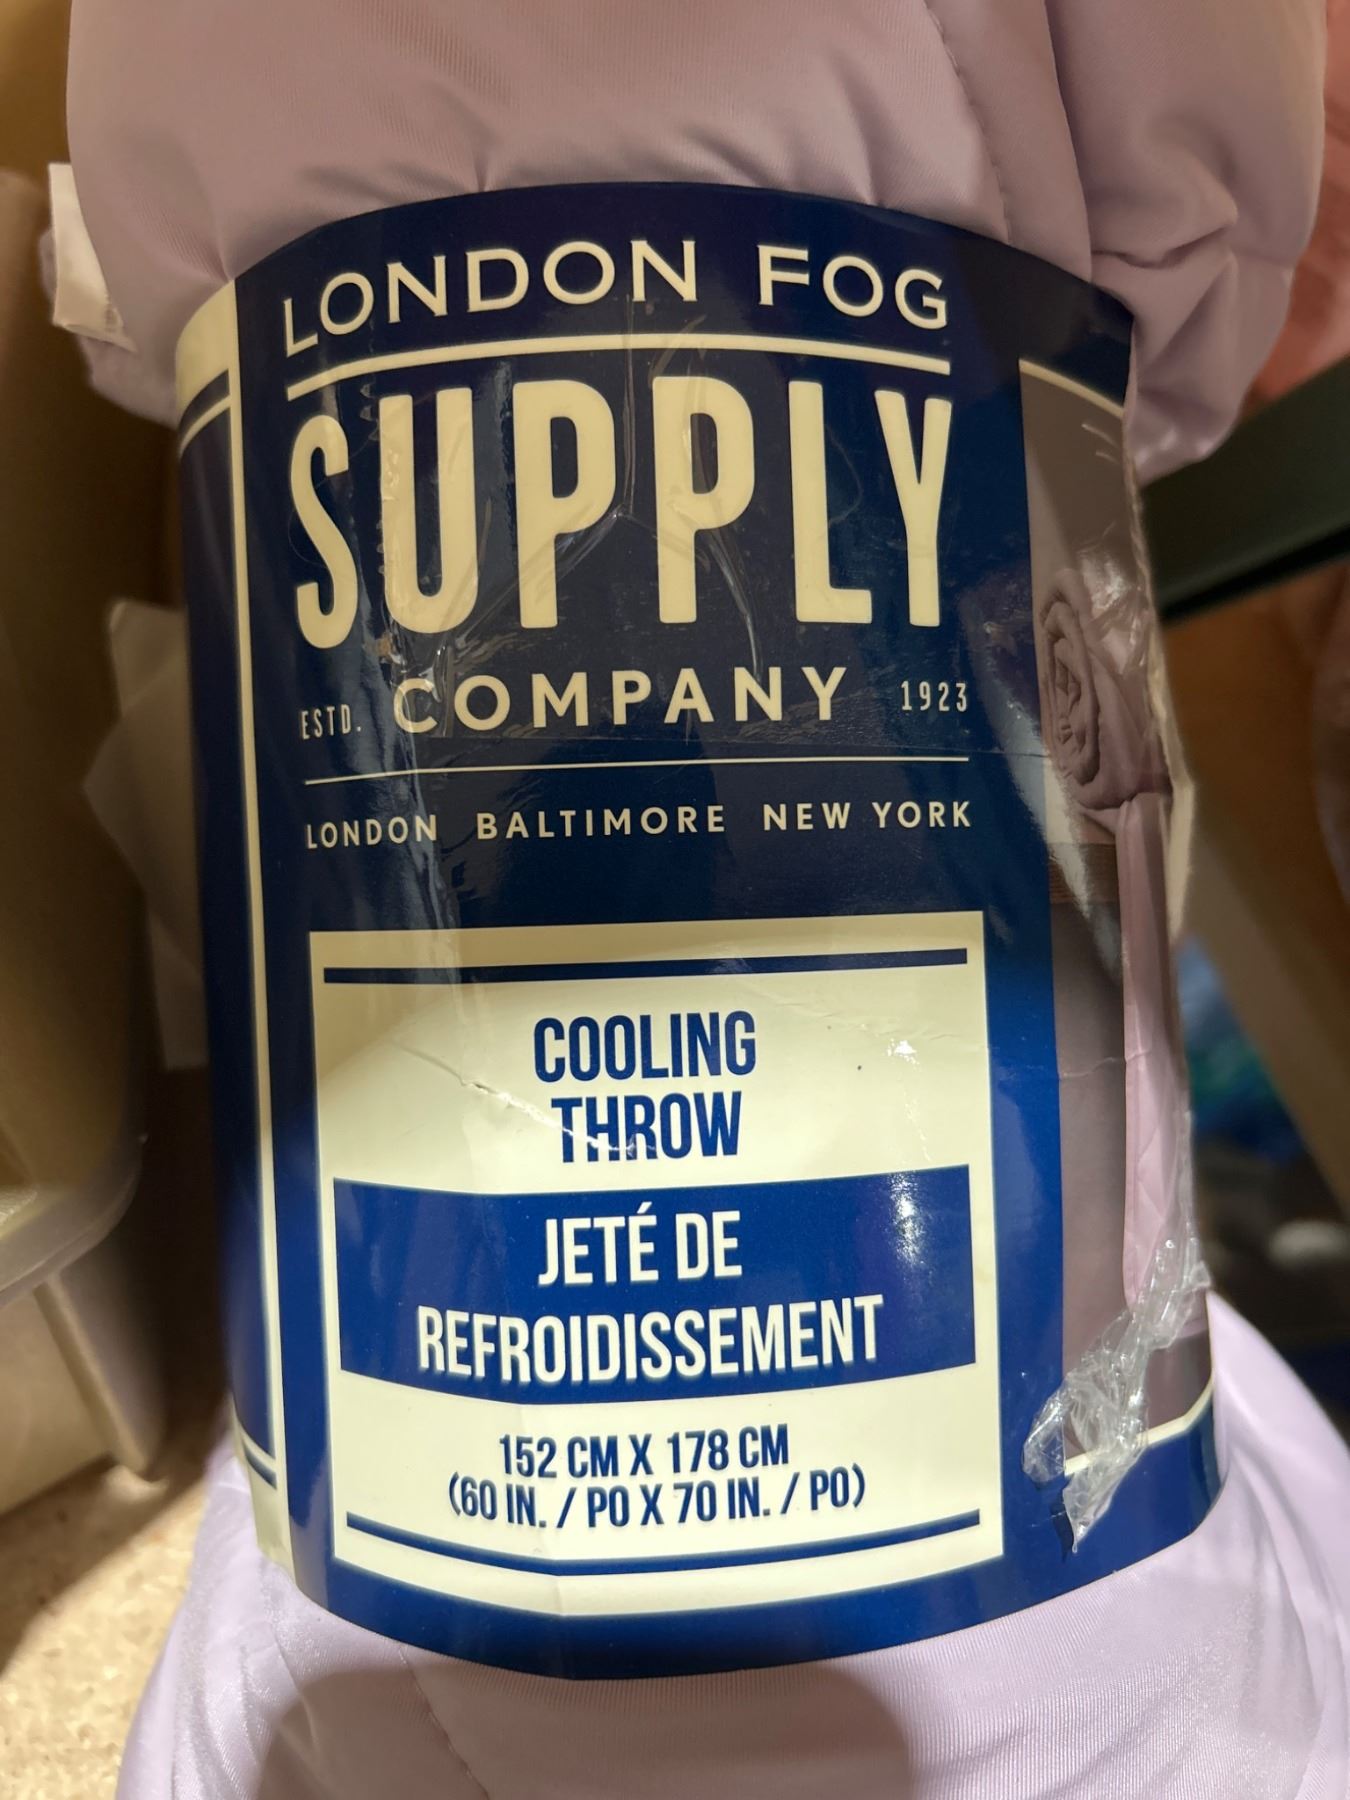 LONDON FOG
SUPPLY
ESTD. COMPANY 1923
LONDON BALTIMORE NEW YORK
COOLING
THROW
JETÉ DE
REFROIDISSEMENT
152 CM X 178 CM
(60 IN. / PO X 70 IN. / PO)